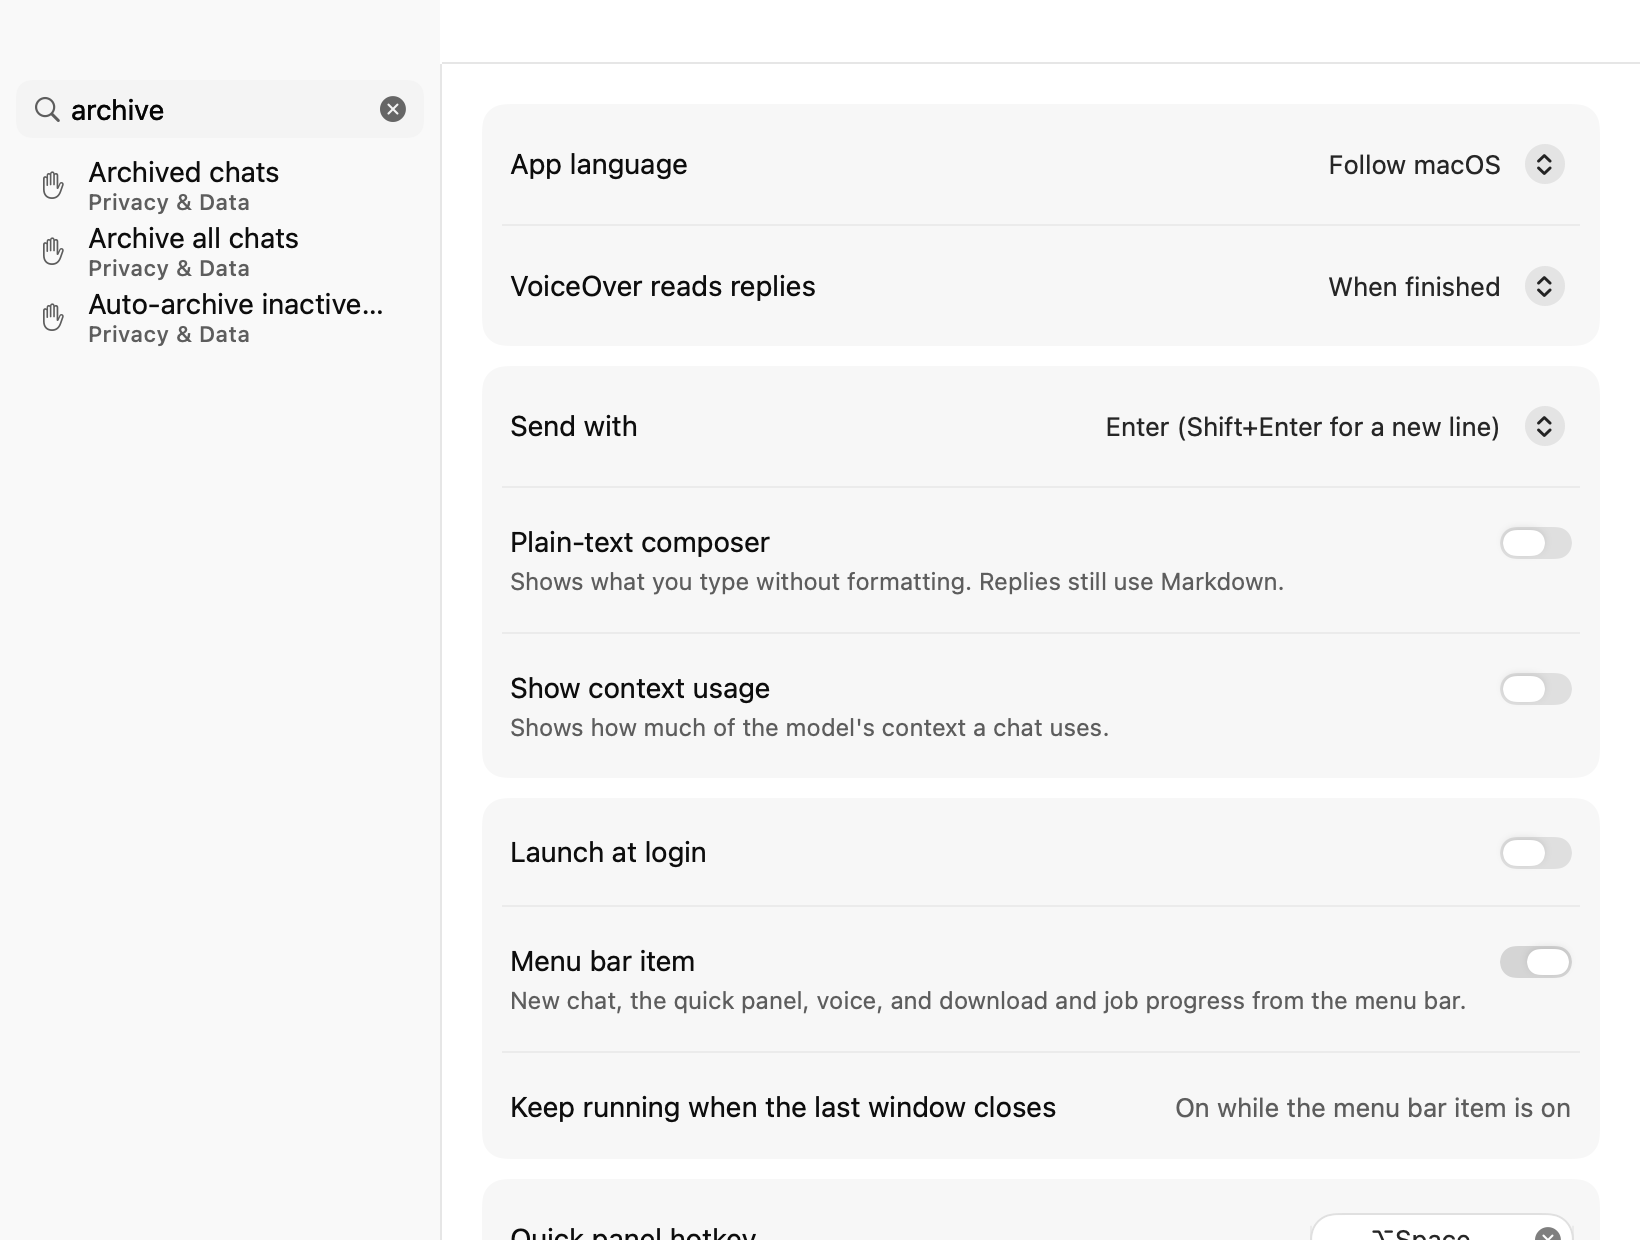 archive
Archived chats
Privacy & Data
Archive all chats
Privacy & Data
Auto-archive inactive...
Privacy & Data
App language
Follow macOS
VoiceOver reads replies
When finished
Send with
Enter (Shift+Enter for a new line)
Plain-text composer
Shows what you type without formatting. Replies still use Markdown.
Show context usage
Shows how much of the model's context a chat uses.
Launch at login
Menu bar item
New chat, the quick panel, voice, and download and job progress from the menu bar.
Keep running when the last window closes
On while the menu bar item is on
Quick panel hotkey
⌥Space